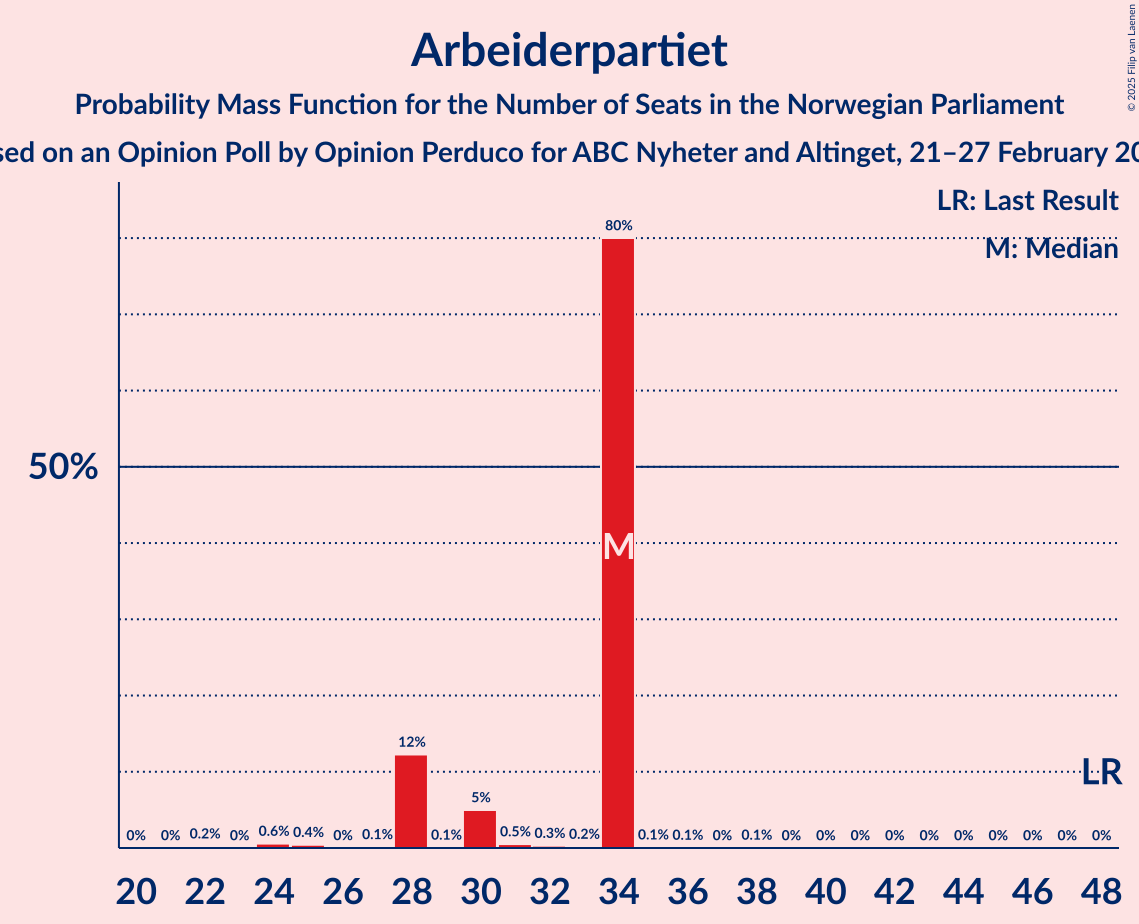 Arbeiderpartiet
Probability Mass Function for the Number of Seats in the Norwegian Parliament
on an Opinion Poll by Opinion Perduco for ABC Nyheter and Altinget, 21–27 February
© 2025 Filip van Laenen
LR: Last Result
M: Median
80%
50%
M
12%
LR
5%
0% 0% 0.2% 0% 0.6% 0.4% 0% 0.1% 0.1% 0.5% 0.3% 0.2% 0.1% 0.1% 0% 0.1% 0% 0% 0% 0% 0% 0% 0% 0% 0% 0%
20 22 24 26 28 30 32 34 36 38 40 42 44 46 48